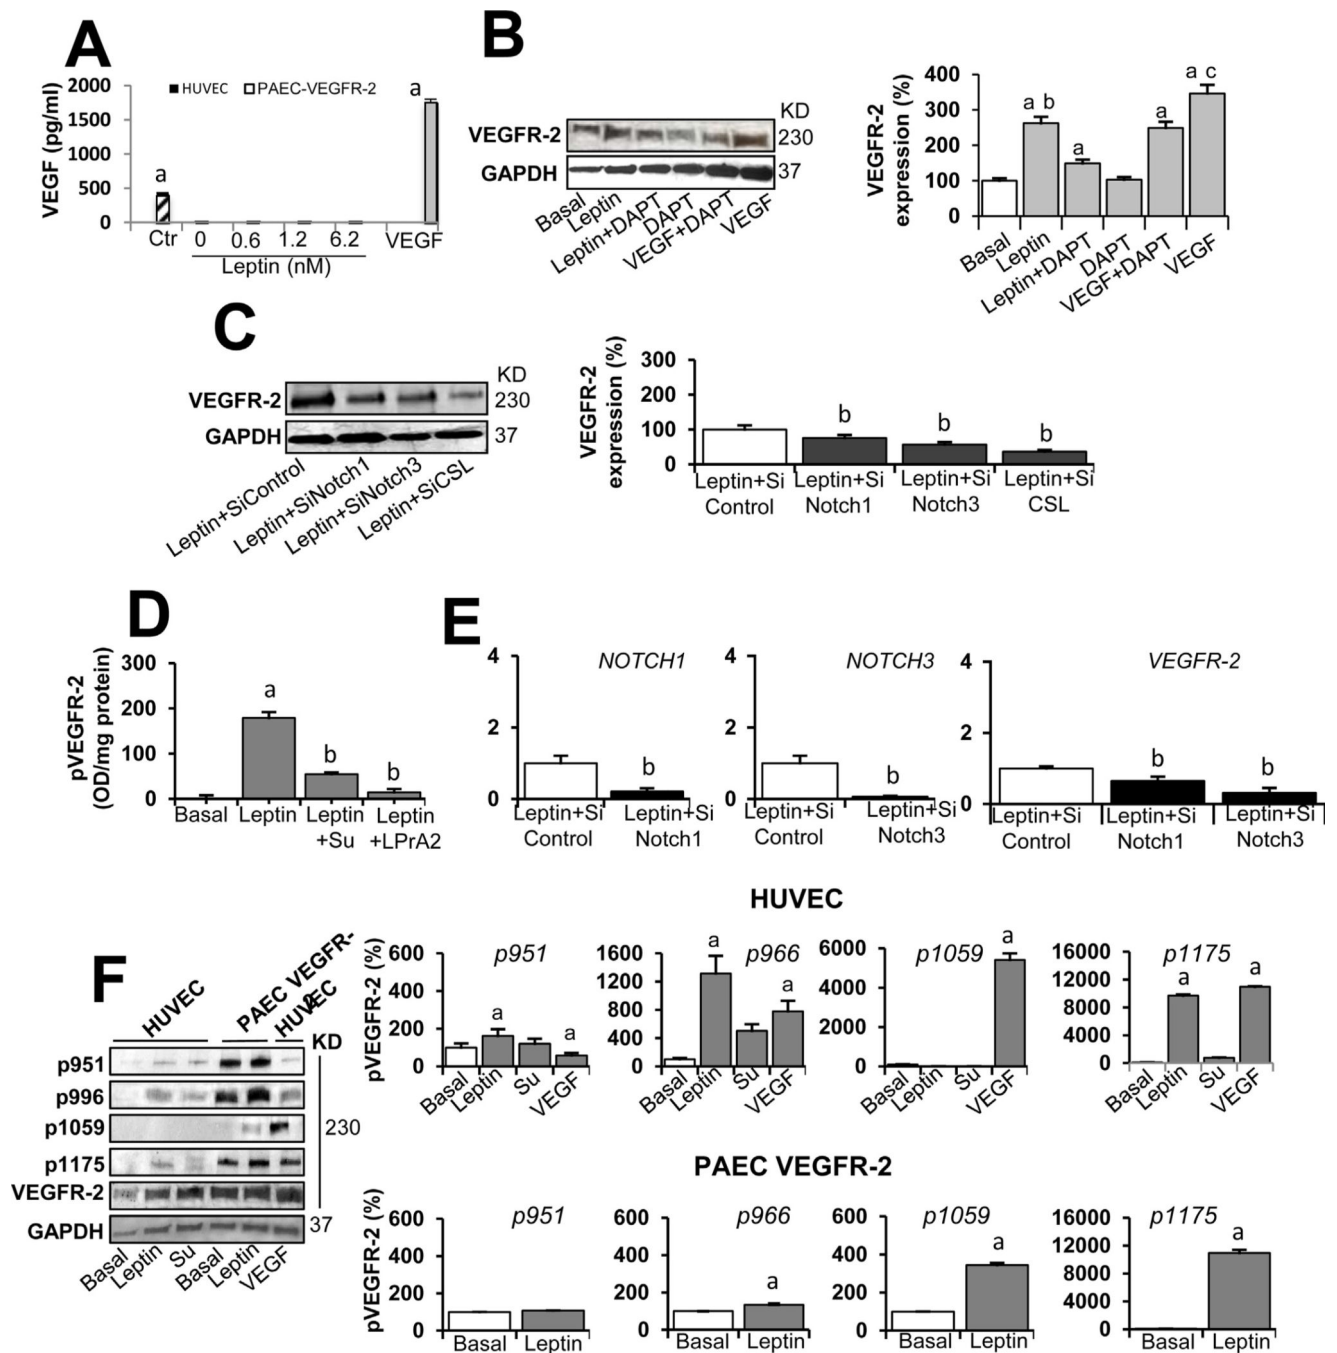 A
VEGF (pg/ml)
2000
1500
1000
500
0
HUVEC
PAEC-VEGFR-2
a
a
Ctr
0
0.6
1.2
6.2
VEGF
Leptin (nM)
B
KD
VEGFR-2
230
GAPDH
37
Basal
Leptin
Leptin+DAPT
DAPT
VEGF+DAPT
VEGF
VEGFR-2
expression (%)
400
300
200
100
0
a b
a
a
a c
Basal
Leptin
Leptin+DAPT
DAPT
VEGF+DAPT
VEGF
C
KD
VEGFR-2
230
GAPDH
37
Leptin+SiControl
Leptin+SiNotch1
Leptin+SiNotch3
Leptin+SiCSL
VEGFR-2
expression (%)
300
200
100
0
b
b
b
Leptin+Si
Control
Leptin+Si
Notch1
Leptin+Si
Notch3
Leptin+Si
CSL
D
pVEGFR-2
(OD/mg protein)
300
200
100
0
a
b
b
Basal
Leptin
Leptin
+Su
Leptin
+LPrA2
E
4
2
0
NOTCH1
b
Leptin+Si
Control
Leptin+Si
Notch1
4
2
0
NOTCH3
b
Leptin+Si
Control
Leptin+Si
Notch3
4
2
0
VEGFR-2
b
b
Leptin+Si
Control
Leptin+Si
Notch1
Leptin+Si
Notch3
F
HUVEC
PAEC VEGFR-
2
HUVEC
KD
p951
p996
p1059
230
p1175
VEGFR-2
GAPDH
37
Basal
Leptin
Su
Basal
Leptin
VEGF
HUVEC
pVEGFR-2 (%)
600
400
200
0
p951
a
a
Basal
Leptin
Su
VEGF
1600
1200
800
400
0
p966
a
a
Basal
Leptin
Su
VEGF
6000
4000
2000
0
p1059
a
Basal
Leptin
Su
VEGF
16000
12000
8000
4000
0
p1175
a
a
Basal
Leptin
Su
VEGF
PAEC VEGFR-2
pVEGFR-2 (%)
600
400
200
0
p951
Basal
Leptin
600
400
200
0
p966
a
Basal
Leptin
600
400
200
0
p1059
a
Basal
Leptin
16000
12000
8000
4000
0
p1175
a
Basal
Leptin